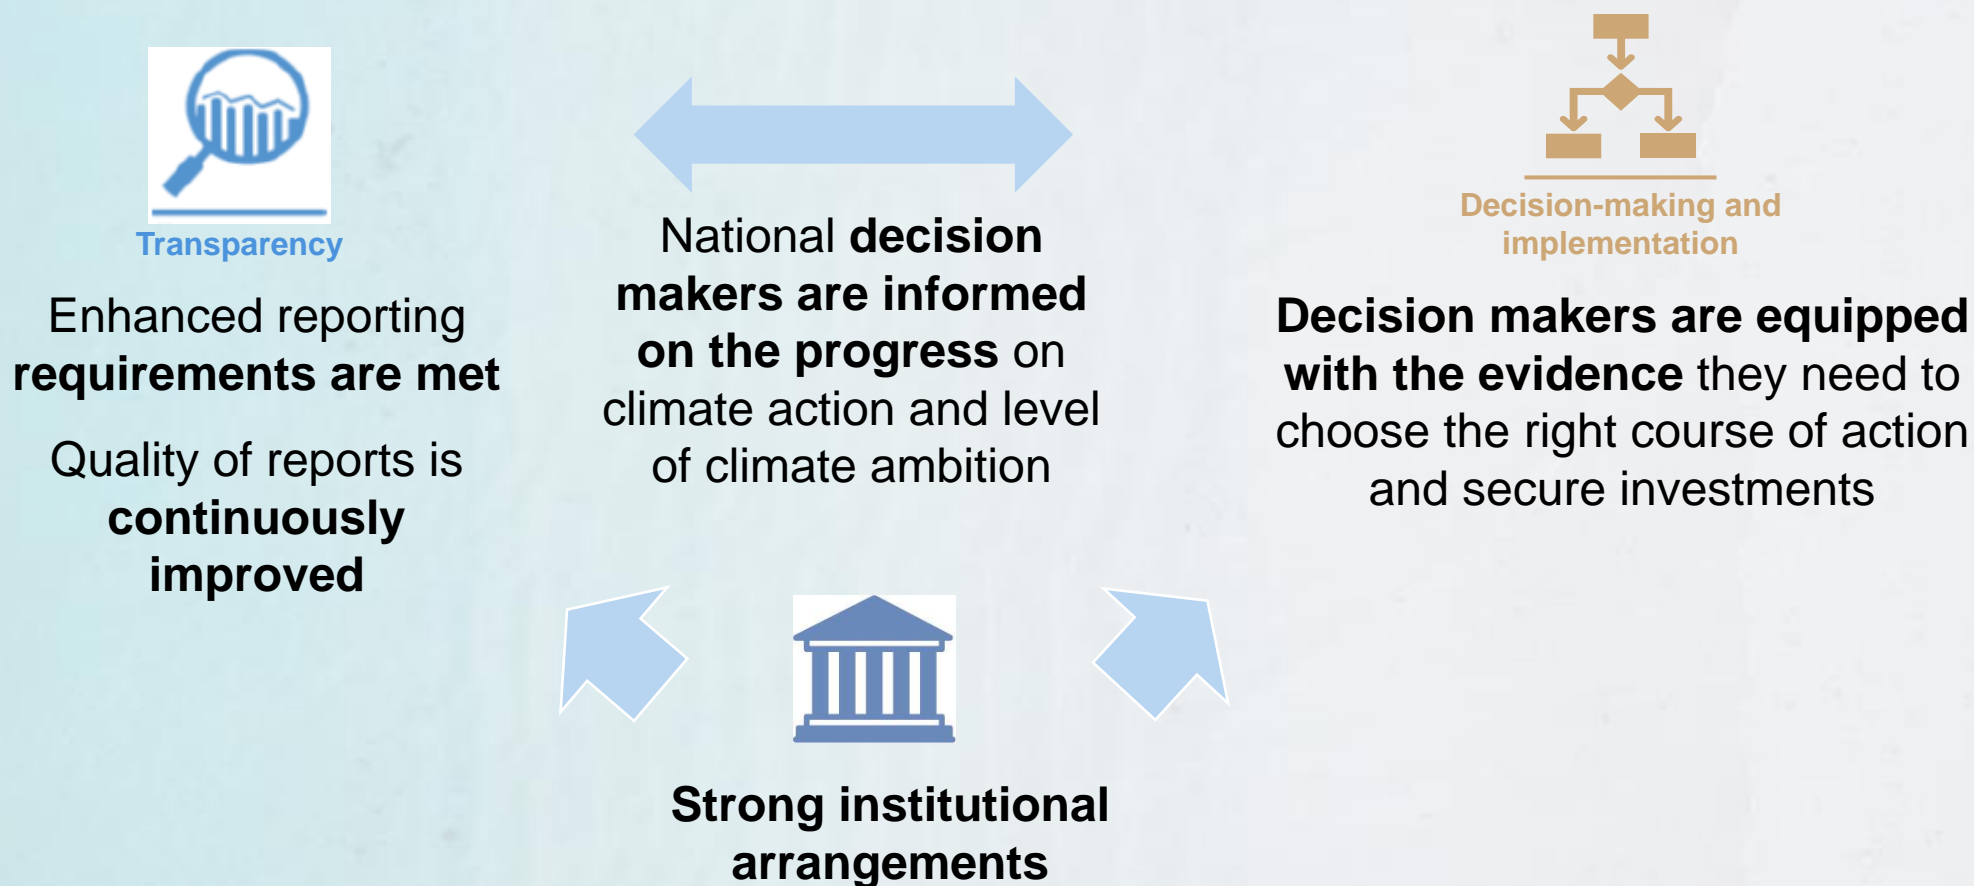 Transparency
Enhanced reporting
requirements are met
Quality of reports is
continuously
improved
National decision
makers are informed
on the progress on
climate action and level
of climate ambition
Decision-making and
implementation
Decision makers are equipped
with the evidence they need to
choose the right course of action
and secure investments
Strong institutional
arrangements